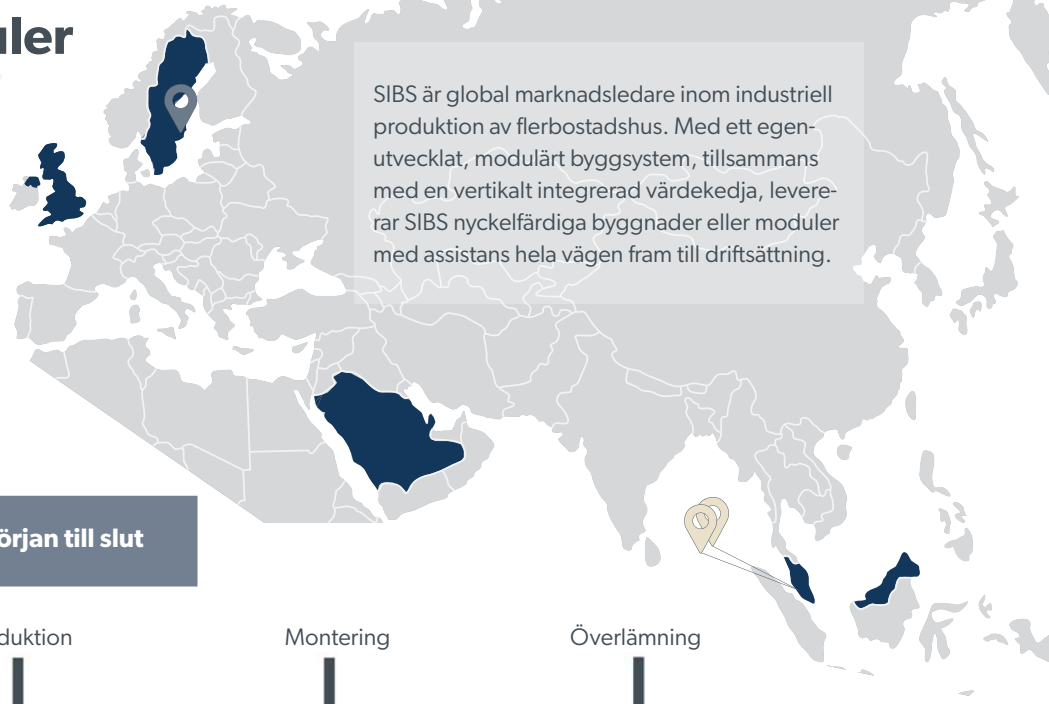 uler
SIBS är global marknadsledare inom industriell
produktion av flerbostadshus. Med ett egen-
utvecklat, modulärt byggsystem, tillsammans
med en vertikalt integrerad värdekedja, levere-
rar SIBS nyckelfärdiga byggnader eller moduler
med assistans hela vägen fram till driftsättning.
örjan till slut
duktion
Montering
Överlämning